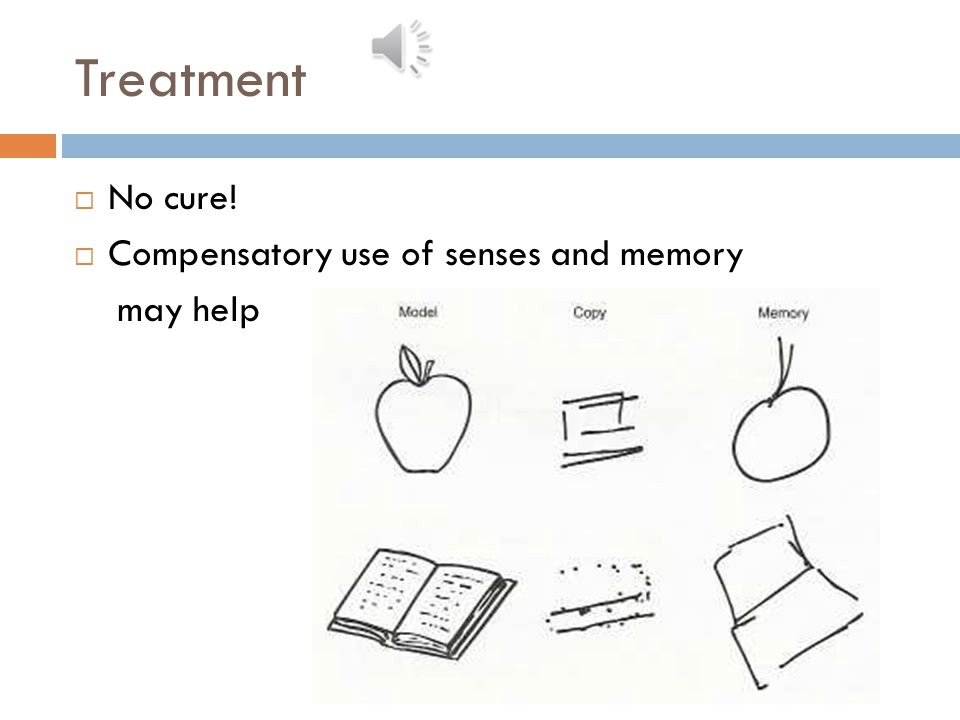 Treatment
No cure!
Compensatory use of senses and memory
may help
Model Copy Memory